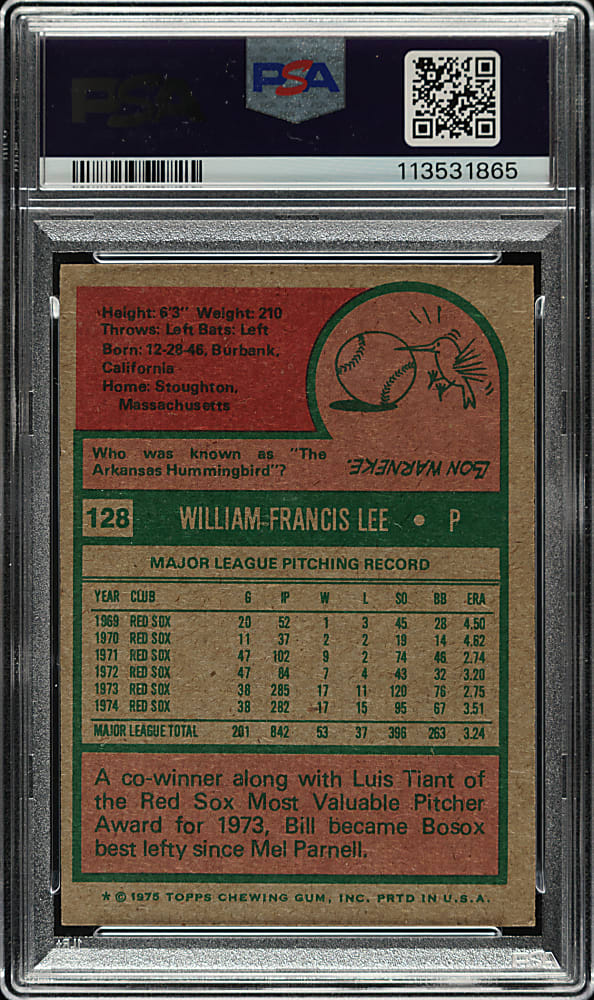 PSA
PSA
113531865
Height: 6'3" Weight: 210
Throws: Left Bats: Left
Born: 12-28-46, Burbank,
California
Home: Stoughton,
Massachusetts
Who was known as "The
Arkansas Hummingbird"?
BON WARNEKE.
128 WILLIAM FRANCIS LEE • P
MAJOR LEAGUE PITCHING RECORD
YEAR CLUB G IP W L SO BB ERA
1969 RED SOX 20 52 1 3 45 28 4.50
1970 RED SOX 11 37 2 2 19 14 4.62
1971 RED SOX 47 102 9 2 74 46 2.74
1972 RED SOX 47 84 7 4 43 32 3.20
1973 RED SOX 38 285 17 11 120 76 2.75
1974 RED SOX 38 282 17 15 95 67 3.51
MAJOR LEAGUE TOTAL 201 842 53 37 396 263 3.24
A co-winner along with Luis Tiant of
the Red Sox Most Valuable Pitcher
Award for 1973, Bill became Bosox
best lefty since Mel Parnell.
* © 1975 TOPPS CHEWING GUM, INC. PRTD IN U.S.A.
PSA